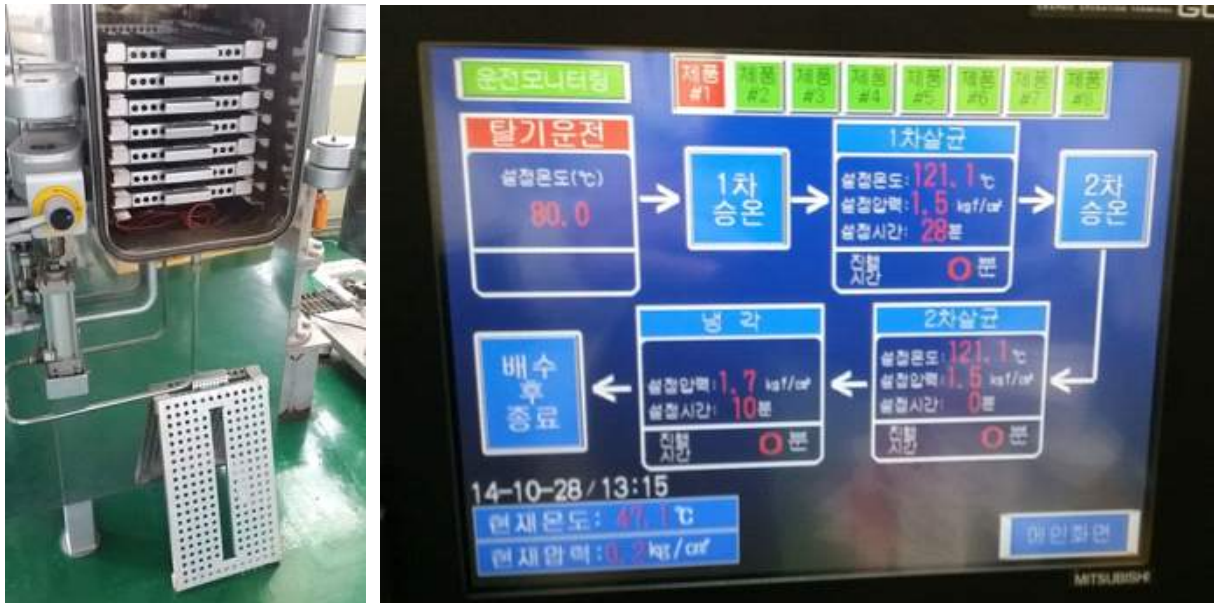 GRAPHIC OPERATION TERMINAL GO
운전모니터링
제품 #1
제품 #2
제품 #3
제품 #4
제품 #5
제품 #6
제품 #7
제품 #8
탈기운전
설정온도(℃)
80.0
1차
승온
1차살균
설정온도:121.1℃
설정압력:1.5 kgf/㎠
설정시간: 28분
진행
시간 0분
2차
승온
2차살균
설정온도:121.1℃
설정압력:1.5 kgf/㎠
설정시간: 0분
진행
시간 0분
냉 각
설정압력:1.7 kgf/㎠
설정시간: 10분
진행
시간 0분
배수
후
종료
14-10-28/13:15
현재온도: 47.1℃
현재압력:0.2kg/㎠
메인화면
MITSUBISHI